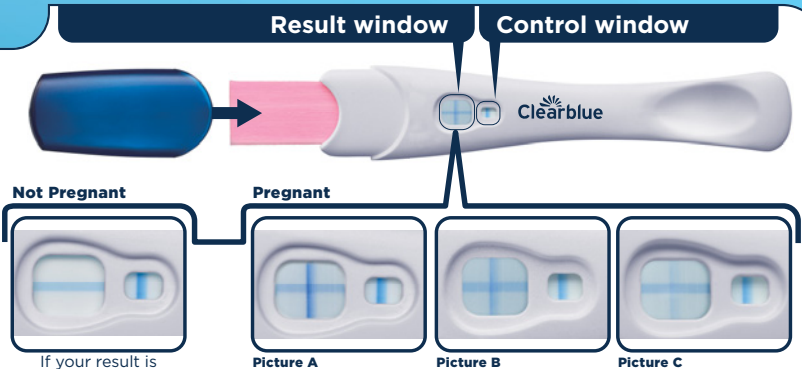 Result window
Control window
Clearblue
Not Pregnant
Pregnant
If your result is
Picture A
Picture B
Picture C